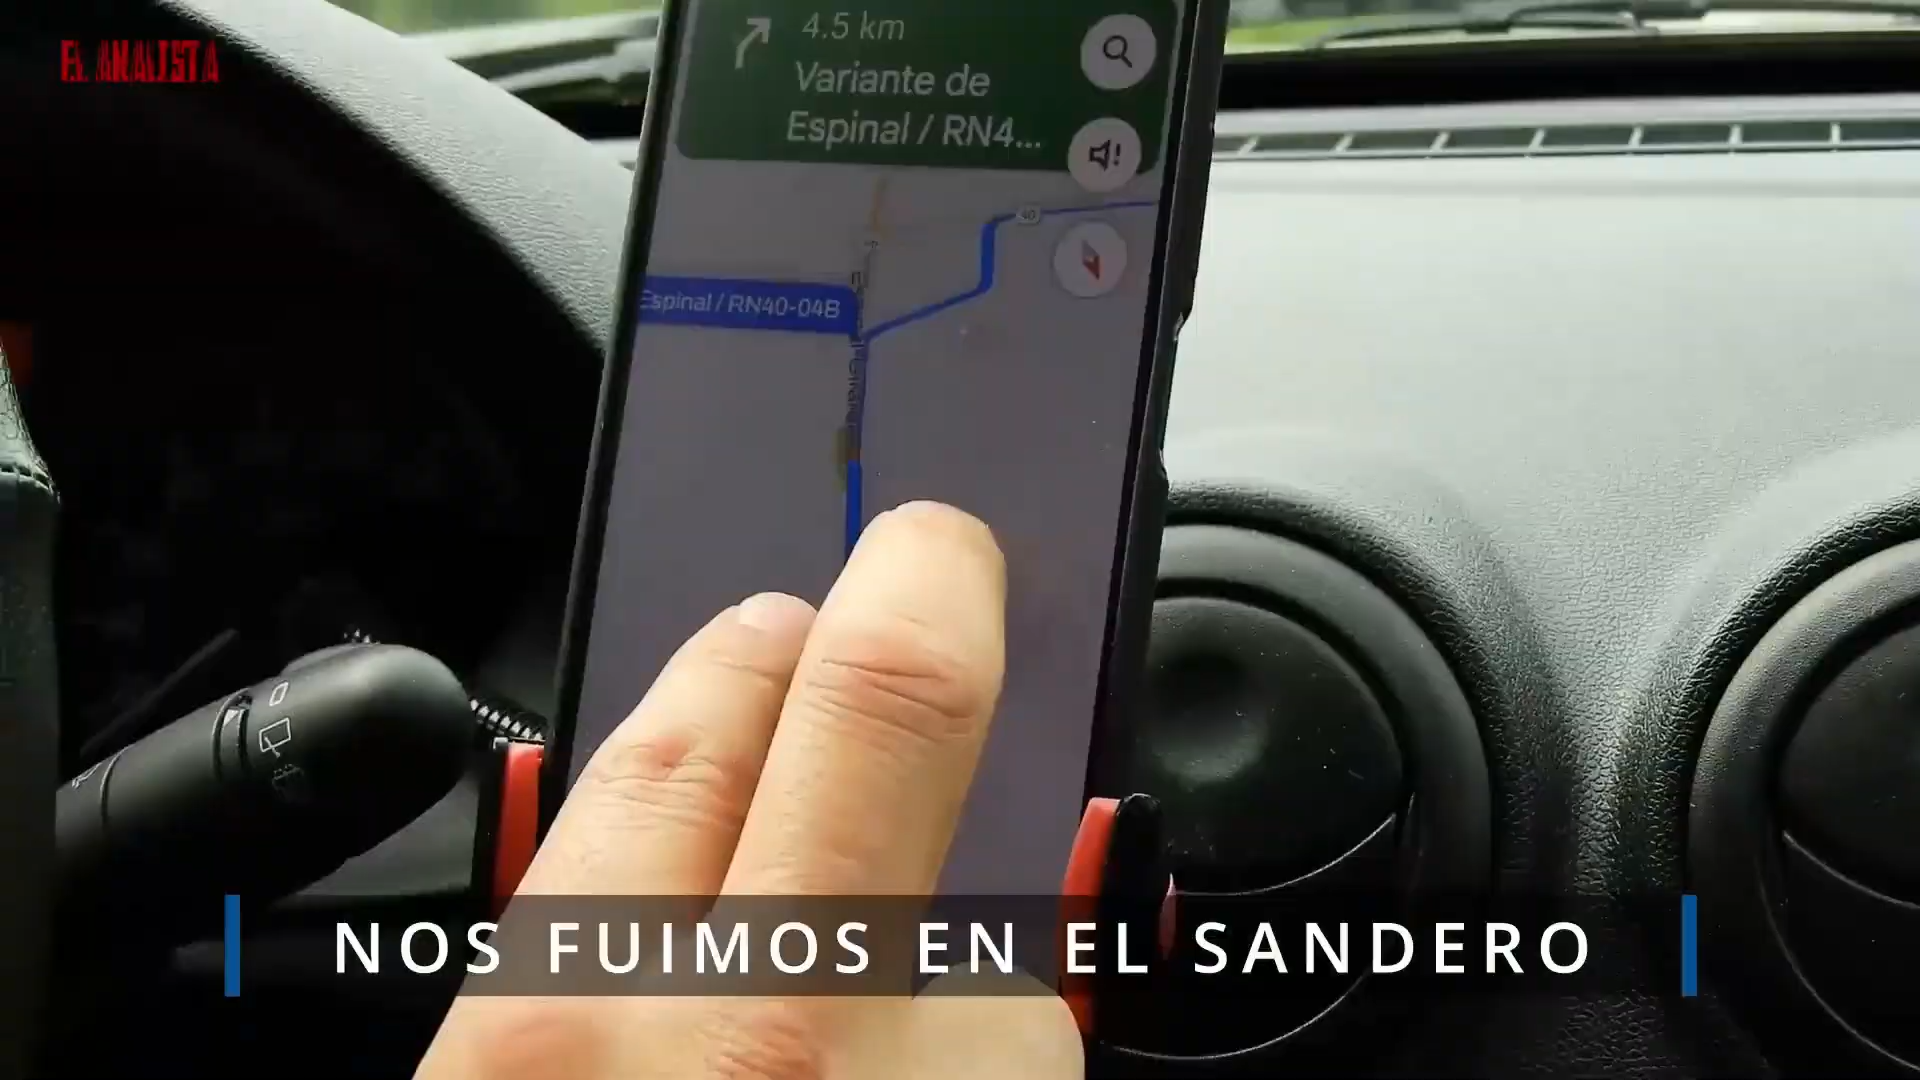 EL ANALISTA
4.5 km
Variante de
Espinal / RN4...
40
Espinal / RN40-04B
NOS FUIMOS EN EL SANDERO